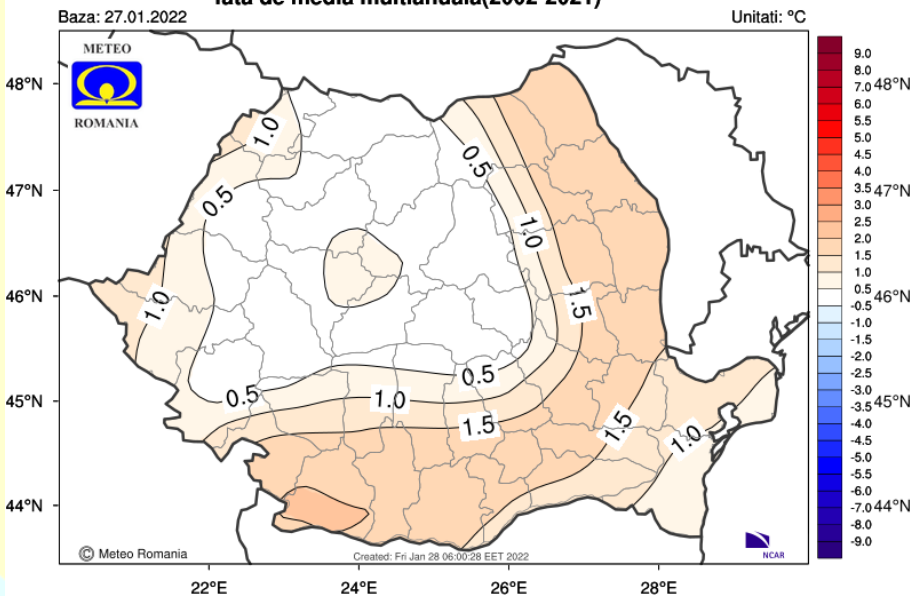 fata de media multianuala(2002-2021)
Baza: 27.01.2022 Unitati: °C
METEO
ROMANIA
48°N
47°N
46°N
45°N
44°N
1.0
0.5
0.5
1.0
1.0
1.5
0.5
0.5
1.0
1.5
1.5
1.0
9.0
8.0
7.0
6.0
5.5
5.0
4.5
4.0
3.5
3.0
2.5
2.0
1.5
1.0
0.5
-0.5
-1.0
-1.5
-2.0
-2.5
-3.0
-3.5
-4.0
-4.5
-5.0
-5.5
-6.0
-7.0
-8.0
-9.0
48°N
47°N
46°N
45°N
44°N
© Meteo Romania
Created: Fri Jan 28 06:00:28 EET 2022
NCAR
22°E 24°E 26°E 28°E